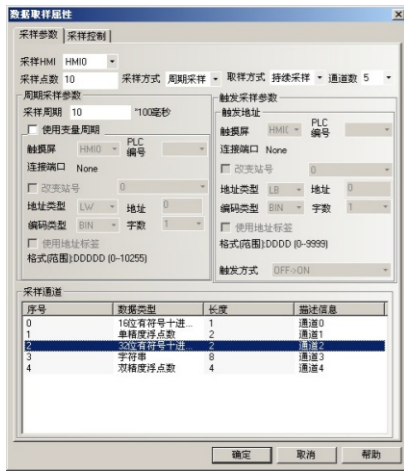 数据取样属性
采样参数 采样控制
采样HMI HMI0
采样点数 10 采样方式 周期采样 取样方式 持续采样 通道数 5
周期采样参数
采样周期 10 *100毫秒
使用变量周期
触摸屏 HMI0 PLC编号
连接端口 None
改变站号 0
地址类型 LW 地址 0
编码类型 BIN 字数 1
使用地址标签
格式(范围):DDDDD (0-10255)
触发采样参数
触发地址
触摸屏 HMI( PLC编号
连接端口 None
改变站号 0
地址类型 LB 地址 0
编码类型 BIN 字数 1
使用地址标签
格式(范围):DDDD (0-9999)
触发方式 OFF->ON
采样通道
序号 数据类型 长度 描述信息
0 16位有符号十进... 1 通道0
1 单精度浮点数 2 通道1
2 32位有符号十进... 2 通道2
3 字符串 8 通道3
4 双精度浮点数 4 通道4
确定 取消 帮助